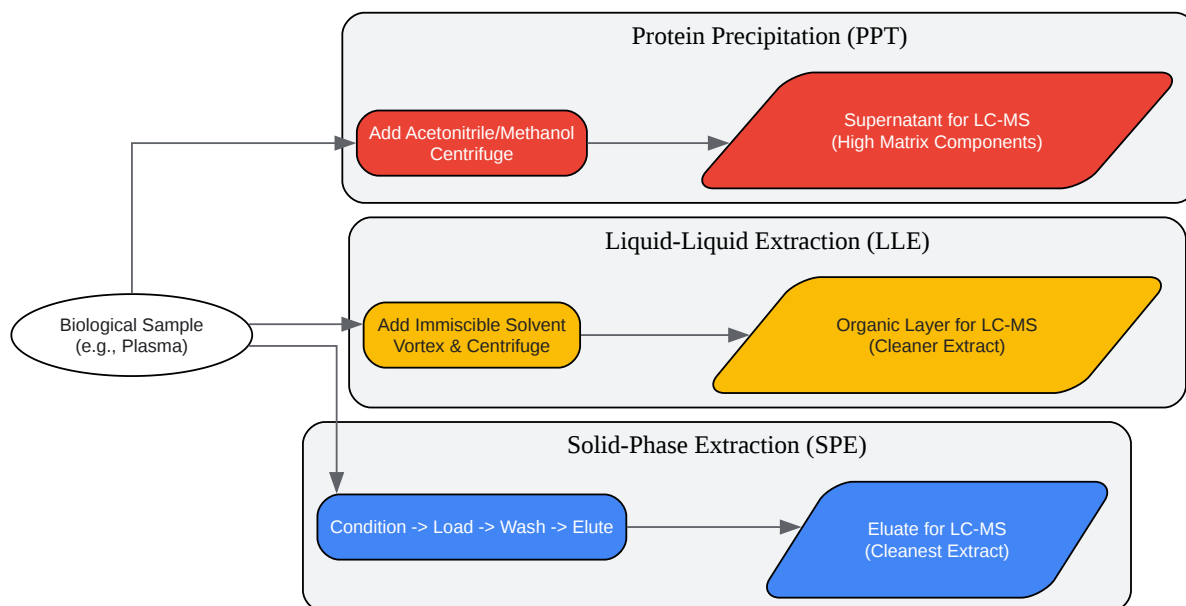 Protein Precipitation (PPT)
Add Acetonitrile/Methanol
Centrifuge
Supernatant for LC-MS
(High Matrix Components)
Liquid-Liquid Extraction (LLE)
Biological Sample
(e.g., Plasma)
Add Immiscible Solvent
Vortex & Centrifuge
Organic Layer for LC-MS
(Cleaner Extract)
Solid-Phase Extraction (SPE)
Condition -> Load -> Wash -> Elute
Eluate for LC-MS
(Cleanest Extract)